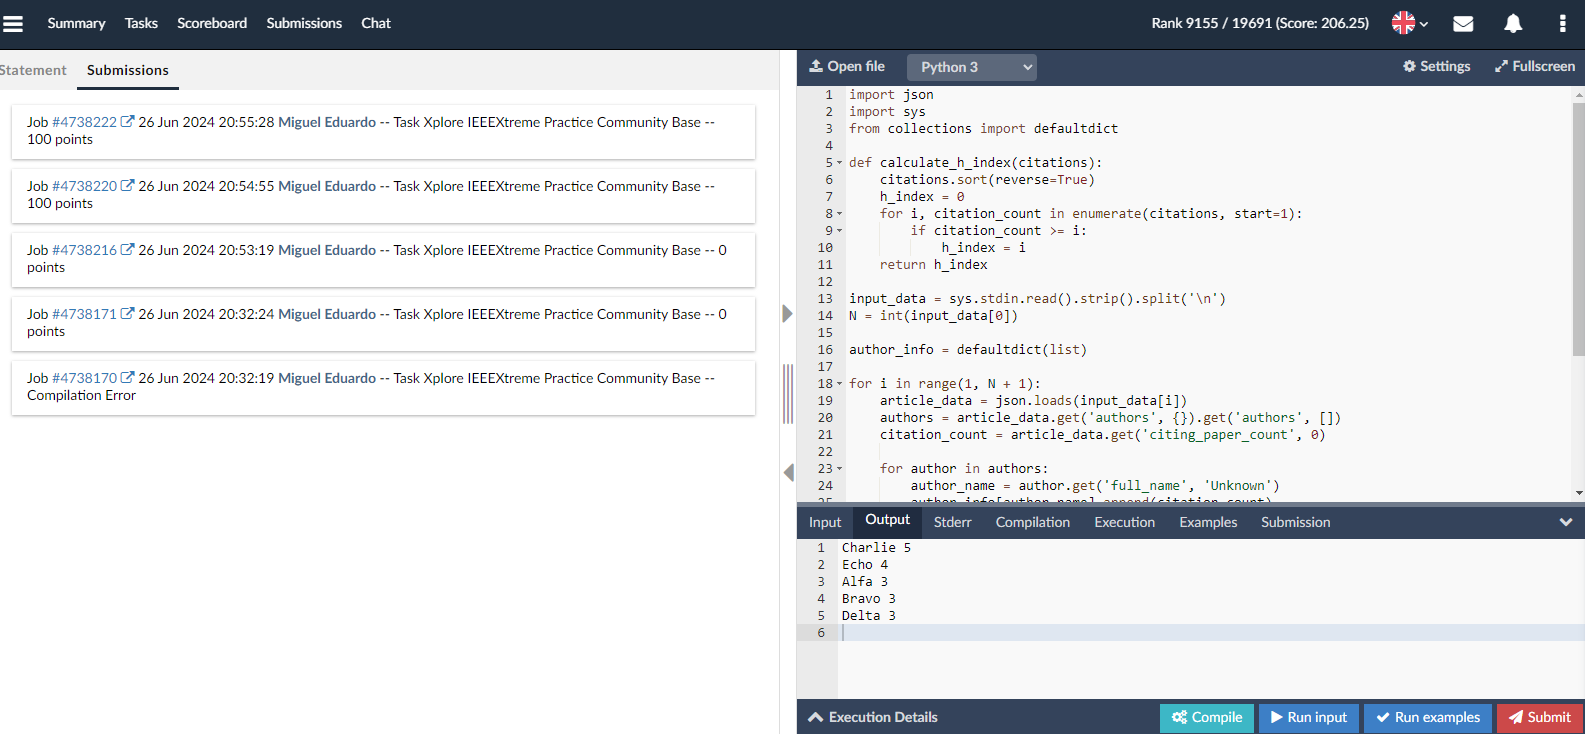 Summary Tasks Scoreboard Submissions Chat Rank 9155 / 19691 (Score: 206.25)
Statement Submissions
Job #4738222 26 Jun 2024 20:55:28 Miguel Eduardo -- Task Xplore IEEEXtreme Practice Community Base --
100 points
Job #4738220 26 Jun 2024 20:54:55 Miguel Eduardo -- Task Xplore IEEEXtreme Practice Community Base --
100 points
Job #4738216 26 Jun 2024 20:53:19 Miguel Eduardo -- Task Xplore IEEEXtreme Practice Community Base -- 0
points
Job #4738171 26 Jun 2024 20:32:24 Miguel Eduardo -- Task Xplore IEEEXtreme Practice Community Base -- 0
points
Job #4738170 26 Jun 2024 20:32:19 Miguel Eduardo -- Task Xplore IEEEXtreme Practice Community Base --
Compilation Error
Open file Python 3 Settings Fullscreen
1 import json
2 import sys
3 from collections import defaultdict
4
5 def calculate_h_index(citations):
6     citations.sort(reverse=True)
7     h_index = 0
8     for i, citation_count in enumerate(citations, start=1):
9         if citation_count >= i:
10             h_index = i
11     return h_index
12
13 input_data = sys.stdin.read().strip().split('\n')
14 N = int(input_data[0])
15
16 author_info = defaultdict(list)
17
18 for i in range(1, N + 1):
19     article_data = json.loads(input_data[i])
20     authors = article_data.get('authors', {}).get('authors', [])
21     citation_count = article_data.get('citing_paper_count', 0)
22
23     for author in authors:
24         author_name = author.get('full_name', 'Unknown')
25         author_info[author_name].append(citation_count)
Input Output Stderr Compilation Execution Examples Submission
1 Charlie 5
2 Echo 4
3 Alfa 3
4 Bravo 3
5 Delta 3
6
Execution Details Compile Run input Run examples Submit